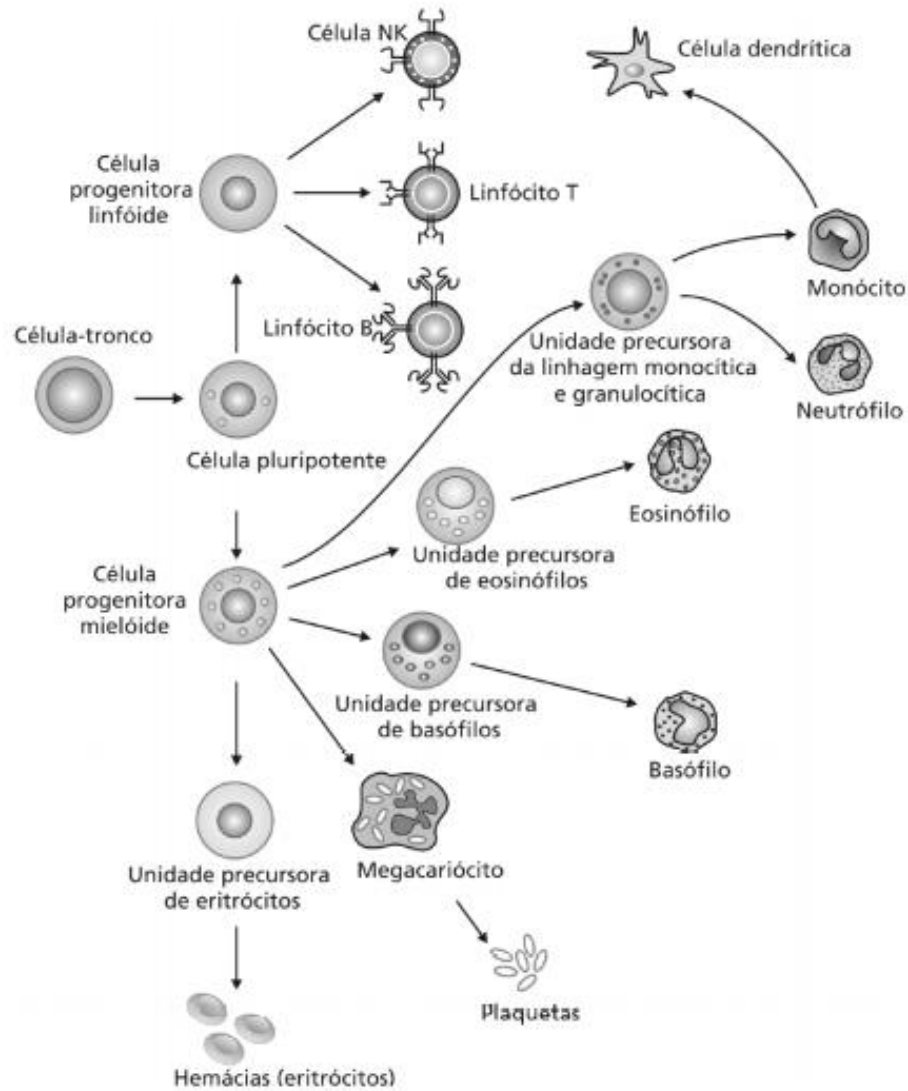 Célula NK
Célula dendrítica
Célula
progenitora
linfóide
Linfócito T
Monócito
Linfócito B
Célula-tronco
Unidade precursora
da linhagem monocítica
e granulocítica
Neutrófilo
Célula pluripotente
Eosinófilo
Unidade precursora
de eosinófilos
Célula
progenitora
mielóide
Unidade precursora
de basófilos
Basófilo
Unidade precursora
de eritrócitos
Megacariócito
Plaquetas
Hemácias (eritrócitos)